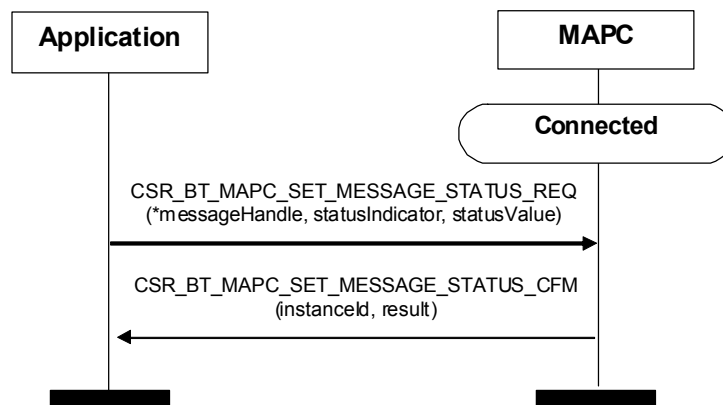 Application
MAPC
Connected
CSR_BT_MAPC_SET_MESSAGE_STATUS_REQ
(*messageHandle, statusIndicator, statusValue)
CSR_BT_MAPC_SET_MESSAGE_STATUS_CFM
(instanceId, result)